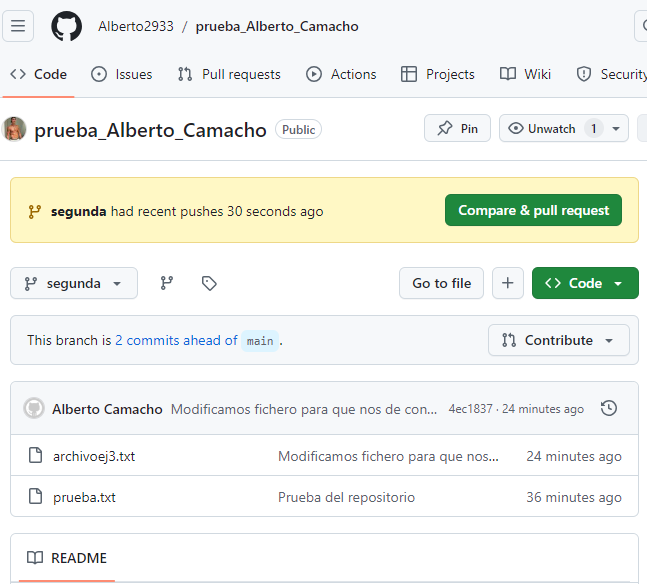 Alberto2933 / prueba_Alberto_Camacho
Code Issues Pull requests Actions Projects Wiki Security
prueba_Alberto_Camacho Public Pin Unwatch 1
segunda had recent pushes 30 seconds ago Compare & pull request
segunda Go to file Code
This branch is 2 commits ahead of main . Contribute
Alberto Camacho Modificamos fichero para que nos de con... 4ec1837 · 24 minutes ago
archivoej3.txt Modificamos fichero para que nos... 24 minutes ago
prueba.txt Prueba del repositorio 36 minutes ago
README